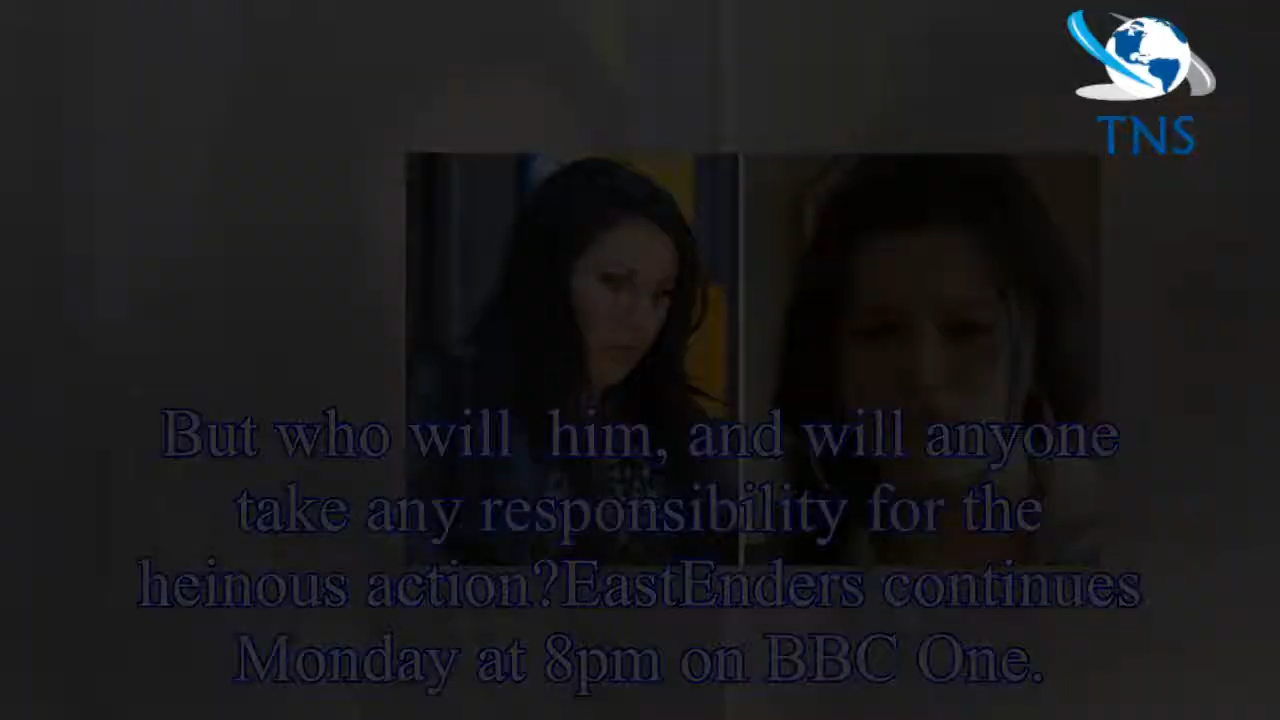 TNS
But who will  him, and will anyone
take any responsibility for the
heinous action?EastEnders continues
Monday at 8pm on BBC One.